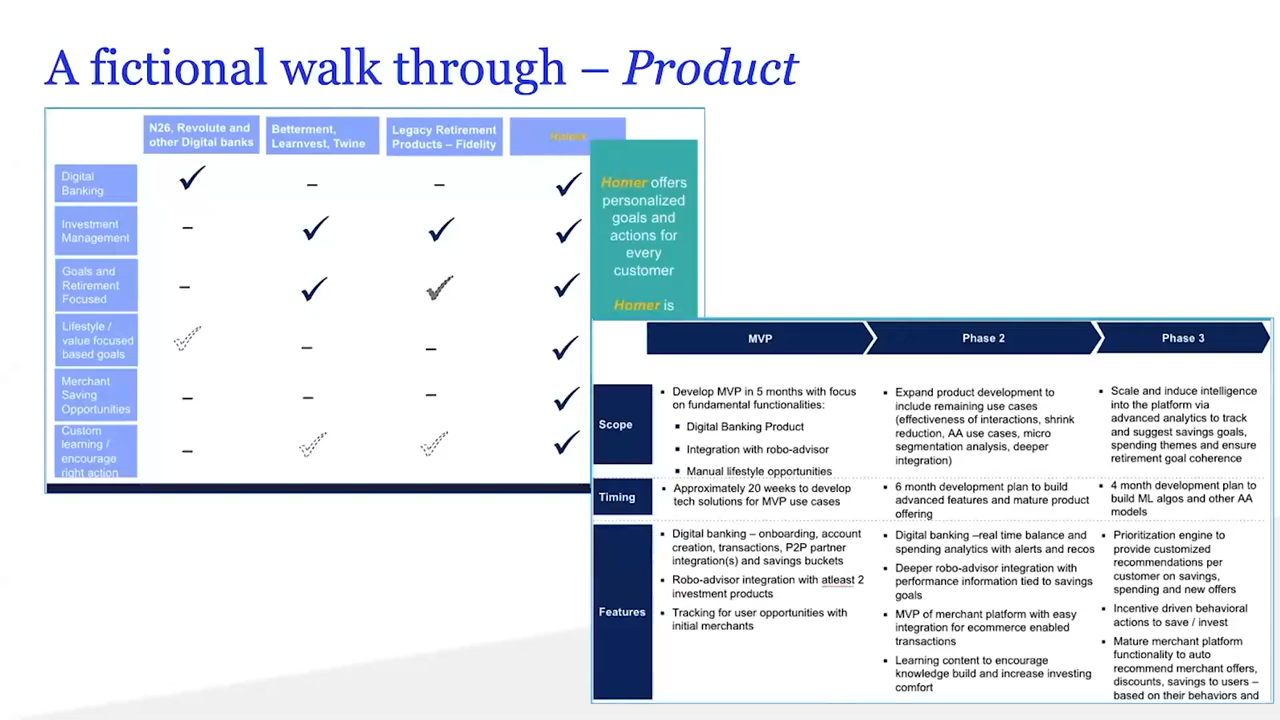 A fictional walk through – Product
N26, Revolute and
other Digital banks
Betterment,
Learnvest, Twine
Legacy Retirement
Products – Fidelity
Homer
Digital
Banking
–
–
Investment
Management
–
Goals and
Retirement
Focused
–
Lifestyle /
value focused
based goals
–
–
Merchant
Saving
Opportunities
–
–
–
Custom
learning /
encourage
right action
–
Homer offers
personalized
goals and
actions for
every
customer
Homer is
MVP
Phase 2
Phase 3
Scope
▪ Develop MVP in 5 months with focus
on fundamental functionalities:
▪ Digital Banking Product
▪ Integration with robo-advisor
▪ Manual lifestyle opportunities
▪ Expand product development to
include remaining use cases
(effectiveness of interactions, shrink
reduction, AA use cases, micro
segmentation analysis, deeper
integration)
▪ Scale and induce intelligence
into the platform via
advanced analytics to track
and suggest savings goals,
spending themes and ensure
retirement goal coherence
Timing
▪ Approximately 20 weeks to develop
tech solutions for MVP use cases
▪ 6 month development plan to build
advanced features and mature product
offering
▪ 4 month development plan to
build ML algos and other AA
models
Features
▪ Digital banking – onboarding, account
creation, transactions, P2P partner
integration(s) and savings buckets
▪ Robo-advisor integration with atleast 2
investment products
▪ Tracking for user opportunities with
initial merchants
▪ Digital banking –real time balance and
spending analytics with alerts and recos
▪ Deeper robo-advisor integration with
performance information tied to savings
goals
▪ MVP of merchant platform with easy
integration for ecommerce enabled
transactions
▪ Learning content to encourage
knowledge build and increase investing
comfort
▪ Prioritization engine to
provide customized
recommendations per
customer on savings,
spending and new offers
▪ Incentive driven behavioral
actions to save / invest
▪ Mature merchant platform
functionality to auto
recommend merchant offers,
discounts, savings to users –
based on their behaviors and